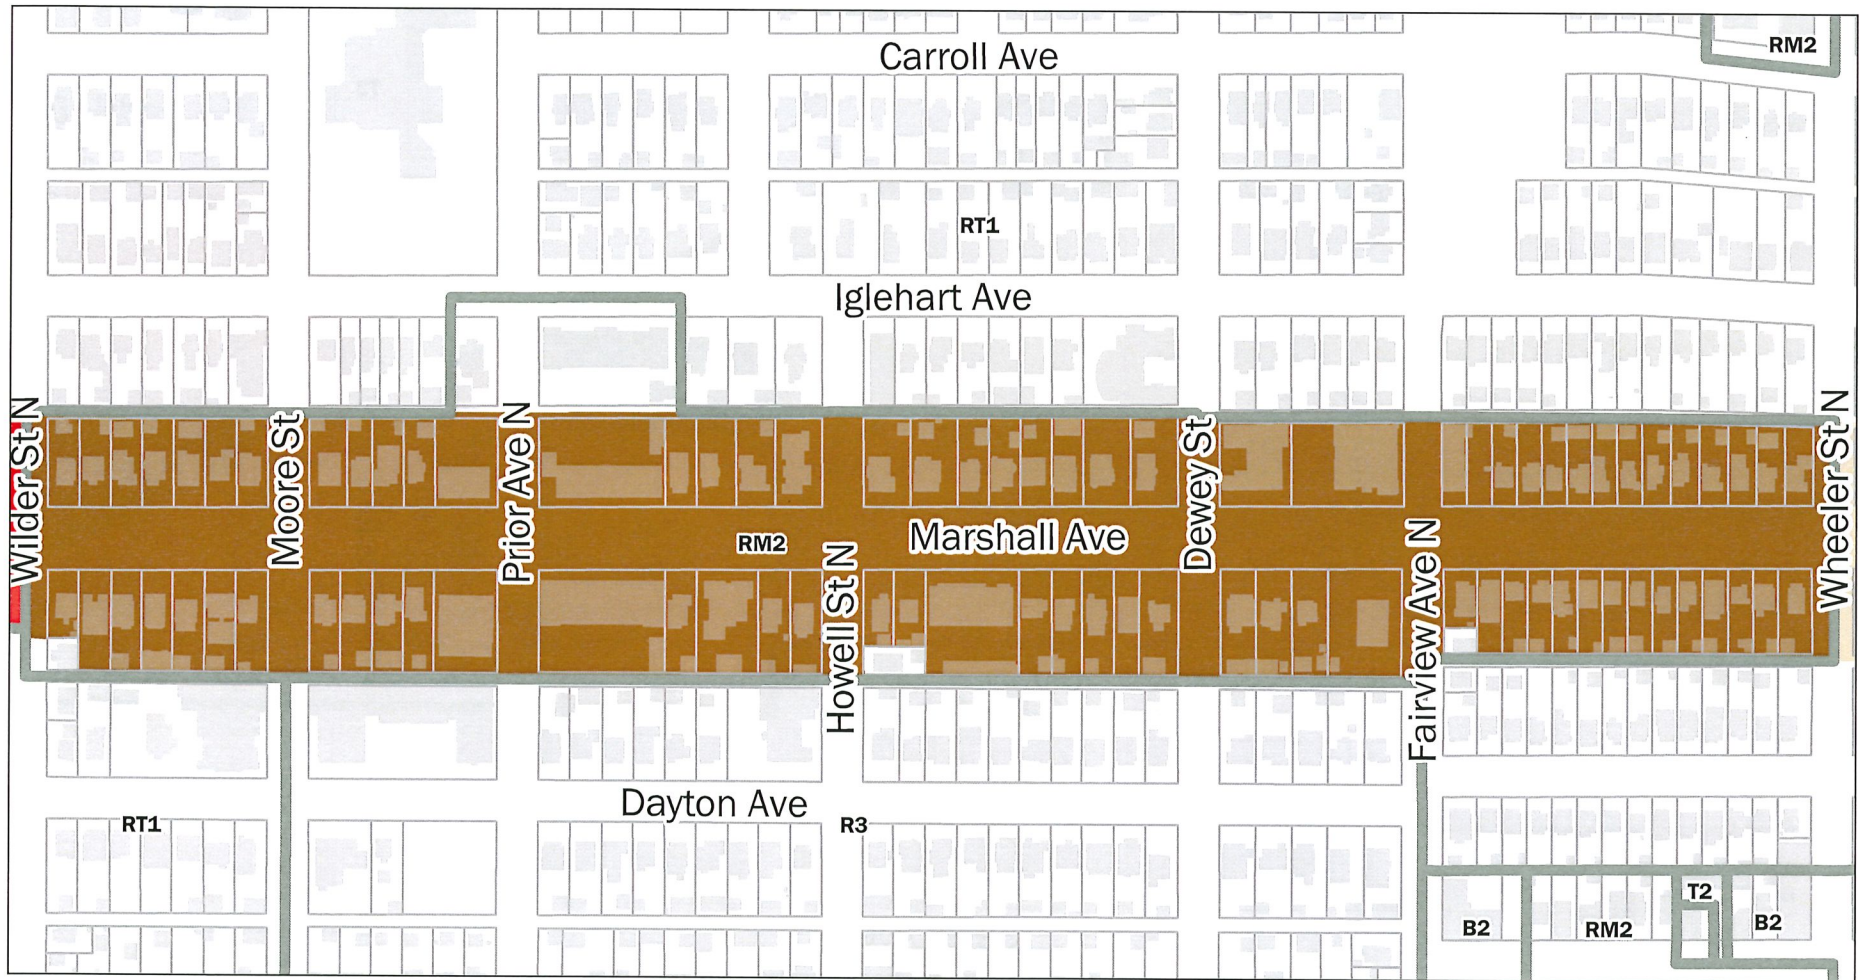 Carroll Ave
RM2
RT1
Iglehart Ave
Wilder St N
Moore St
Prior Ave N
RM2
Howell St N
Marshall Ave
Dewey St
Fairview Ave N
Wheeler St N
Dayton Ave
RT1
R3
T2
B2
RM2
B2